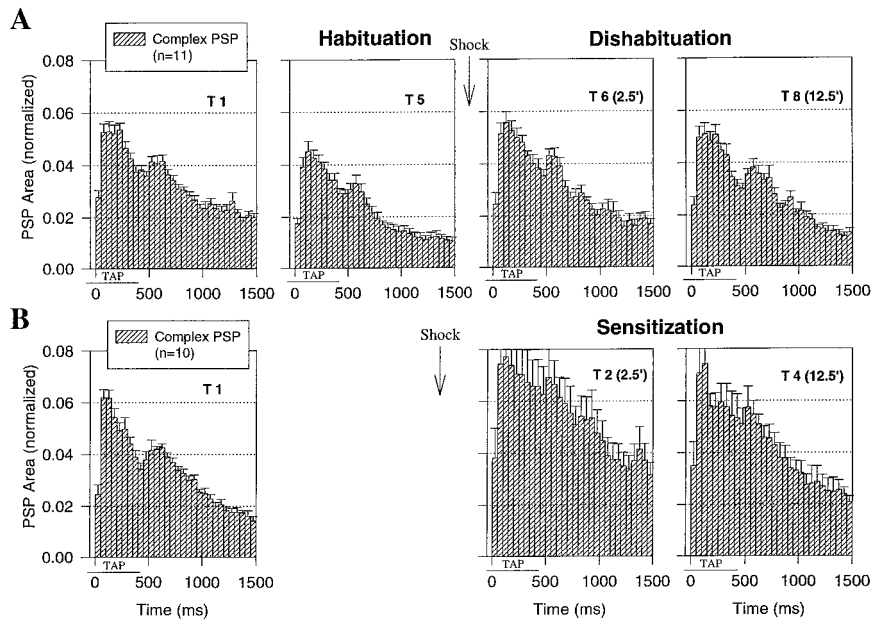 A
Habituation
Shock
Dishabituation
Complex PSP
(n=11)
T 1
T 5
T 6 (2.5')
T 8 (12.5')
PSP Area (normalized)
0.08
0.06
0.04
0.02
0.00
TAP
TAP
TAP
TAP
0 500 1000 1500
0 500 1000 1500
0 500 1000 1500
0 500 1000 1500
B
Shock
Sensitization
Complex PSP
(n=10)
T 1
T 2 (2.5')
T 4 (12.5')
PSP Area (normalized)
0.08
0.06
0.04
0.02
0.00
TAP
TAP
TAP
0 500 1000 1500
0 500 1000 1500
0 500 1000 1500
Time (ms)
Time (ms)
Time (ms)